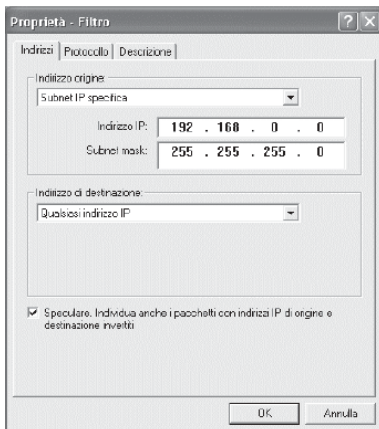 Proprietà - Filtro
Indirizzi Protocollo Descrizione
Indirizzo origine:
Subnet IP specifica
Indirizzo IP: 192 . 168 . 0 . 0
Subnet mask: 255 . 255 . 255 . 0
Indirizzo di destinazione:
Qualsiasi indirizzo IP
Speculare. Individua anche i pacchetti con indirizzi IP di origine e
destinazione invertiti
OK Annulla